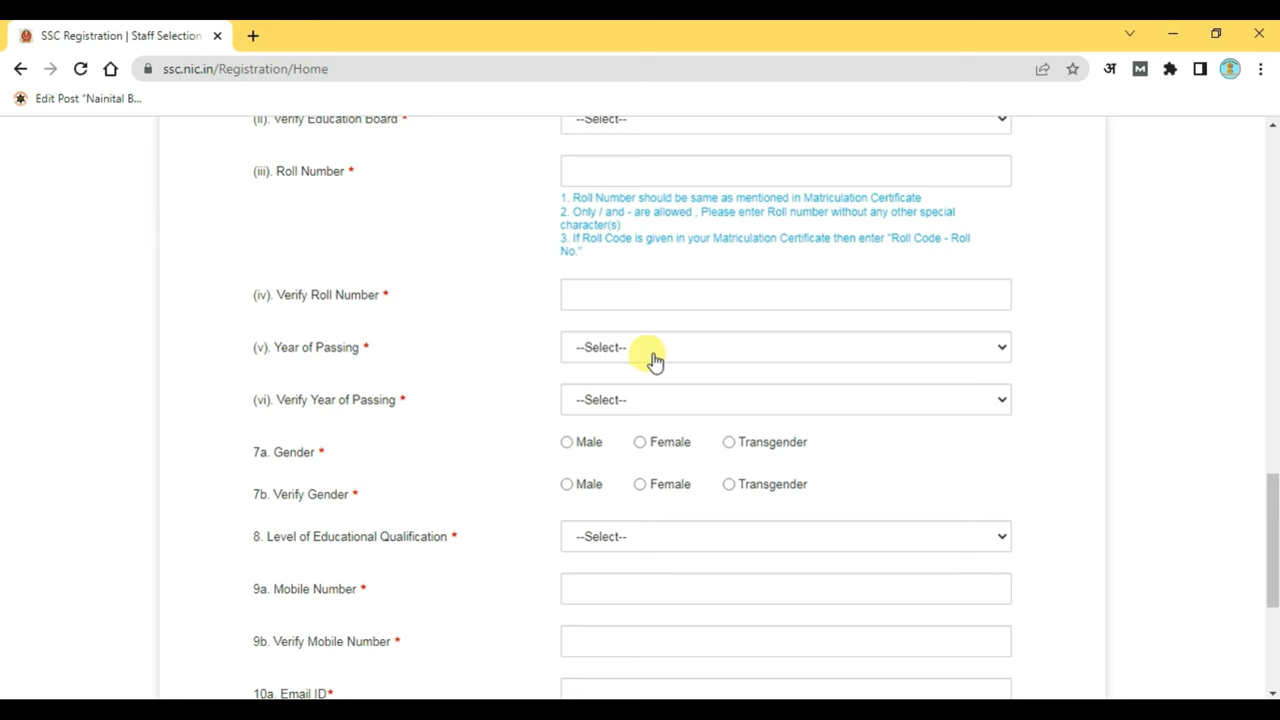 SSC Registration | Staff Selection
ssc.nic.in/Registration/Home
अ
M
Edit Post "Nainital B...
(ii). Verify Education Board *
--Select--
(iii). Roll Number *
1. Roll Number should be same as mentioned in Matriculation Certificate
2. Only / and - are allowed , Please enter Roll number without any other special
character(s)
3. If Roll Code is given in your Matriculation Certificate then enter "Roll Code - Roll
No."
(iv). Verify Roll Number *
(v). Year of Passing *
--Select--
(vi). Verify Year of Passing *
--Select--
7a. Gender *
Male Female Transgender
7b. Verify Gender *
Male Female Transgender
8. Level of Educational Qualification *
--Select--
9a. Mobile Number *
9b. Verify Mobile Number *
10a. Email ID*